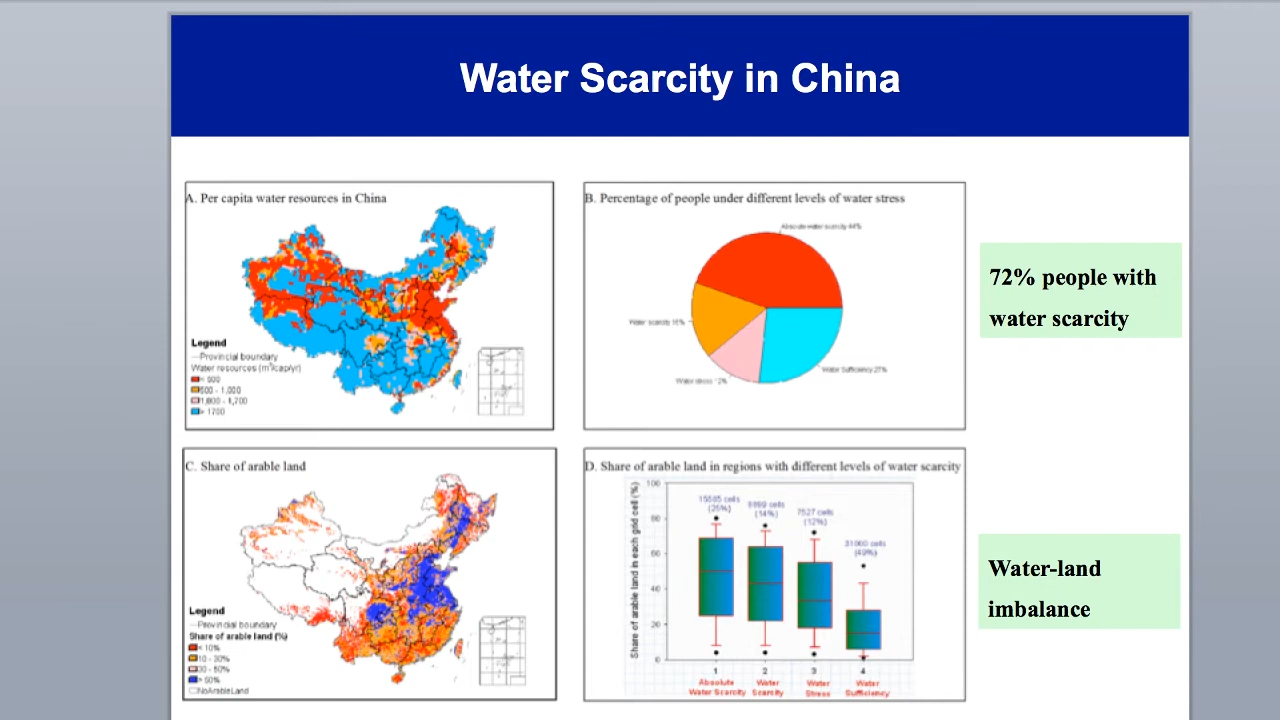 Water Scarcity in China
A. Per capita water resources in China
Legend
Provincial boundary
Water resources (m³/cap/yr)
< 500
500 - 1,000
1,000 - 1,700
> 1700
B. Percentage of people under different levels of water stress
Absolute water scarcity 44%
Water scarcity 16%
Water stress 12%
Water Sufficiency 27%
72% people with
water scarcity
C. Share of arable land
Legend
Provincial boundary
Share of arable land (%)
< 10%
10 - 30%
30 - 50%
> 50%
NoArableLand
D. Share of arable land in regions with different levels of water scarcity
Share of arable land in each grid cell (%)
100
80
60
40
20
0
cells
(25%)
cells
(14%)
7527 cells
(12%)
cells
(49%)
1
2
3
4
Absolute
Water Scarcity
Water
Scarcity
Water
Stress
Water
Sufficiency
Water-land
imbalance